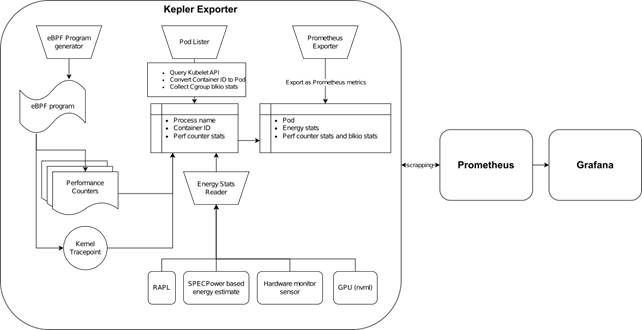 Kepler Exporter
eBPF Program
generator
Pod Lister
Prometheus
Exporter
Query Kubelet API
Convert Container ID to Pod
Collect Cgroup blkio stats
Export as Prometheus metrics
eBPF program
Process name
Container ID
Perf counter stats
Pod
Energy stats
Perf counter stats and blkio stats
Performance
Counters
Energy Stats
Reader
scrapping
Prometheus
Grafana
Kernel
Tracepoint
RAPL
SPECPower based
energy estimate
Hardware monitor
sensor
GPU (nvml)